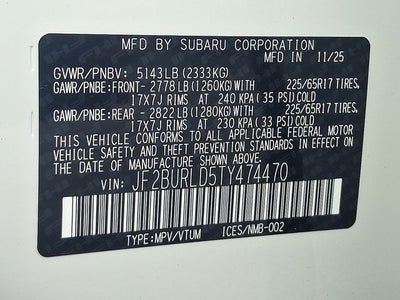 MFD BY SUBARU CORPORATION
MFD IN 11/25
GVWR/PNBV: 5143LB(2333KG)
GAWR/PNBE:FRONT- 2778LB(1260KG)WITH 225/65R17 TIRES,
17X7J RIMS AT 240 KPA(35 PSI)COLD
GAWR/PNBE:REAR - 2822LB(1280KG)WITH 225/65R17 TIRES,
17X7J RIMS AT 230 KPA(33 PSI)COLD
THIS VEHICLE CONFORMS TO ALL APPLICABLE FEDERAL MOTOR
VEHICLE SAFETY AND THEFT PREVENTION STANDARDS IN EFFECT ON
THE DATE OF MANUFACTURE SHOWN ABOVE.
VIN: JF2BURLD5TY474470
TYPE:MPV/VTUM ICES/NMB-002